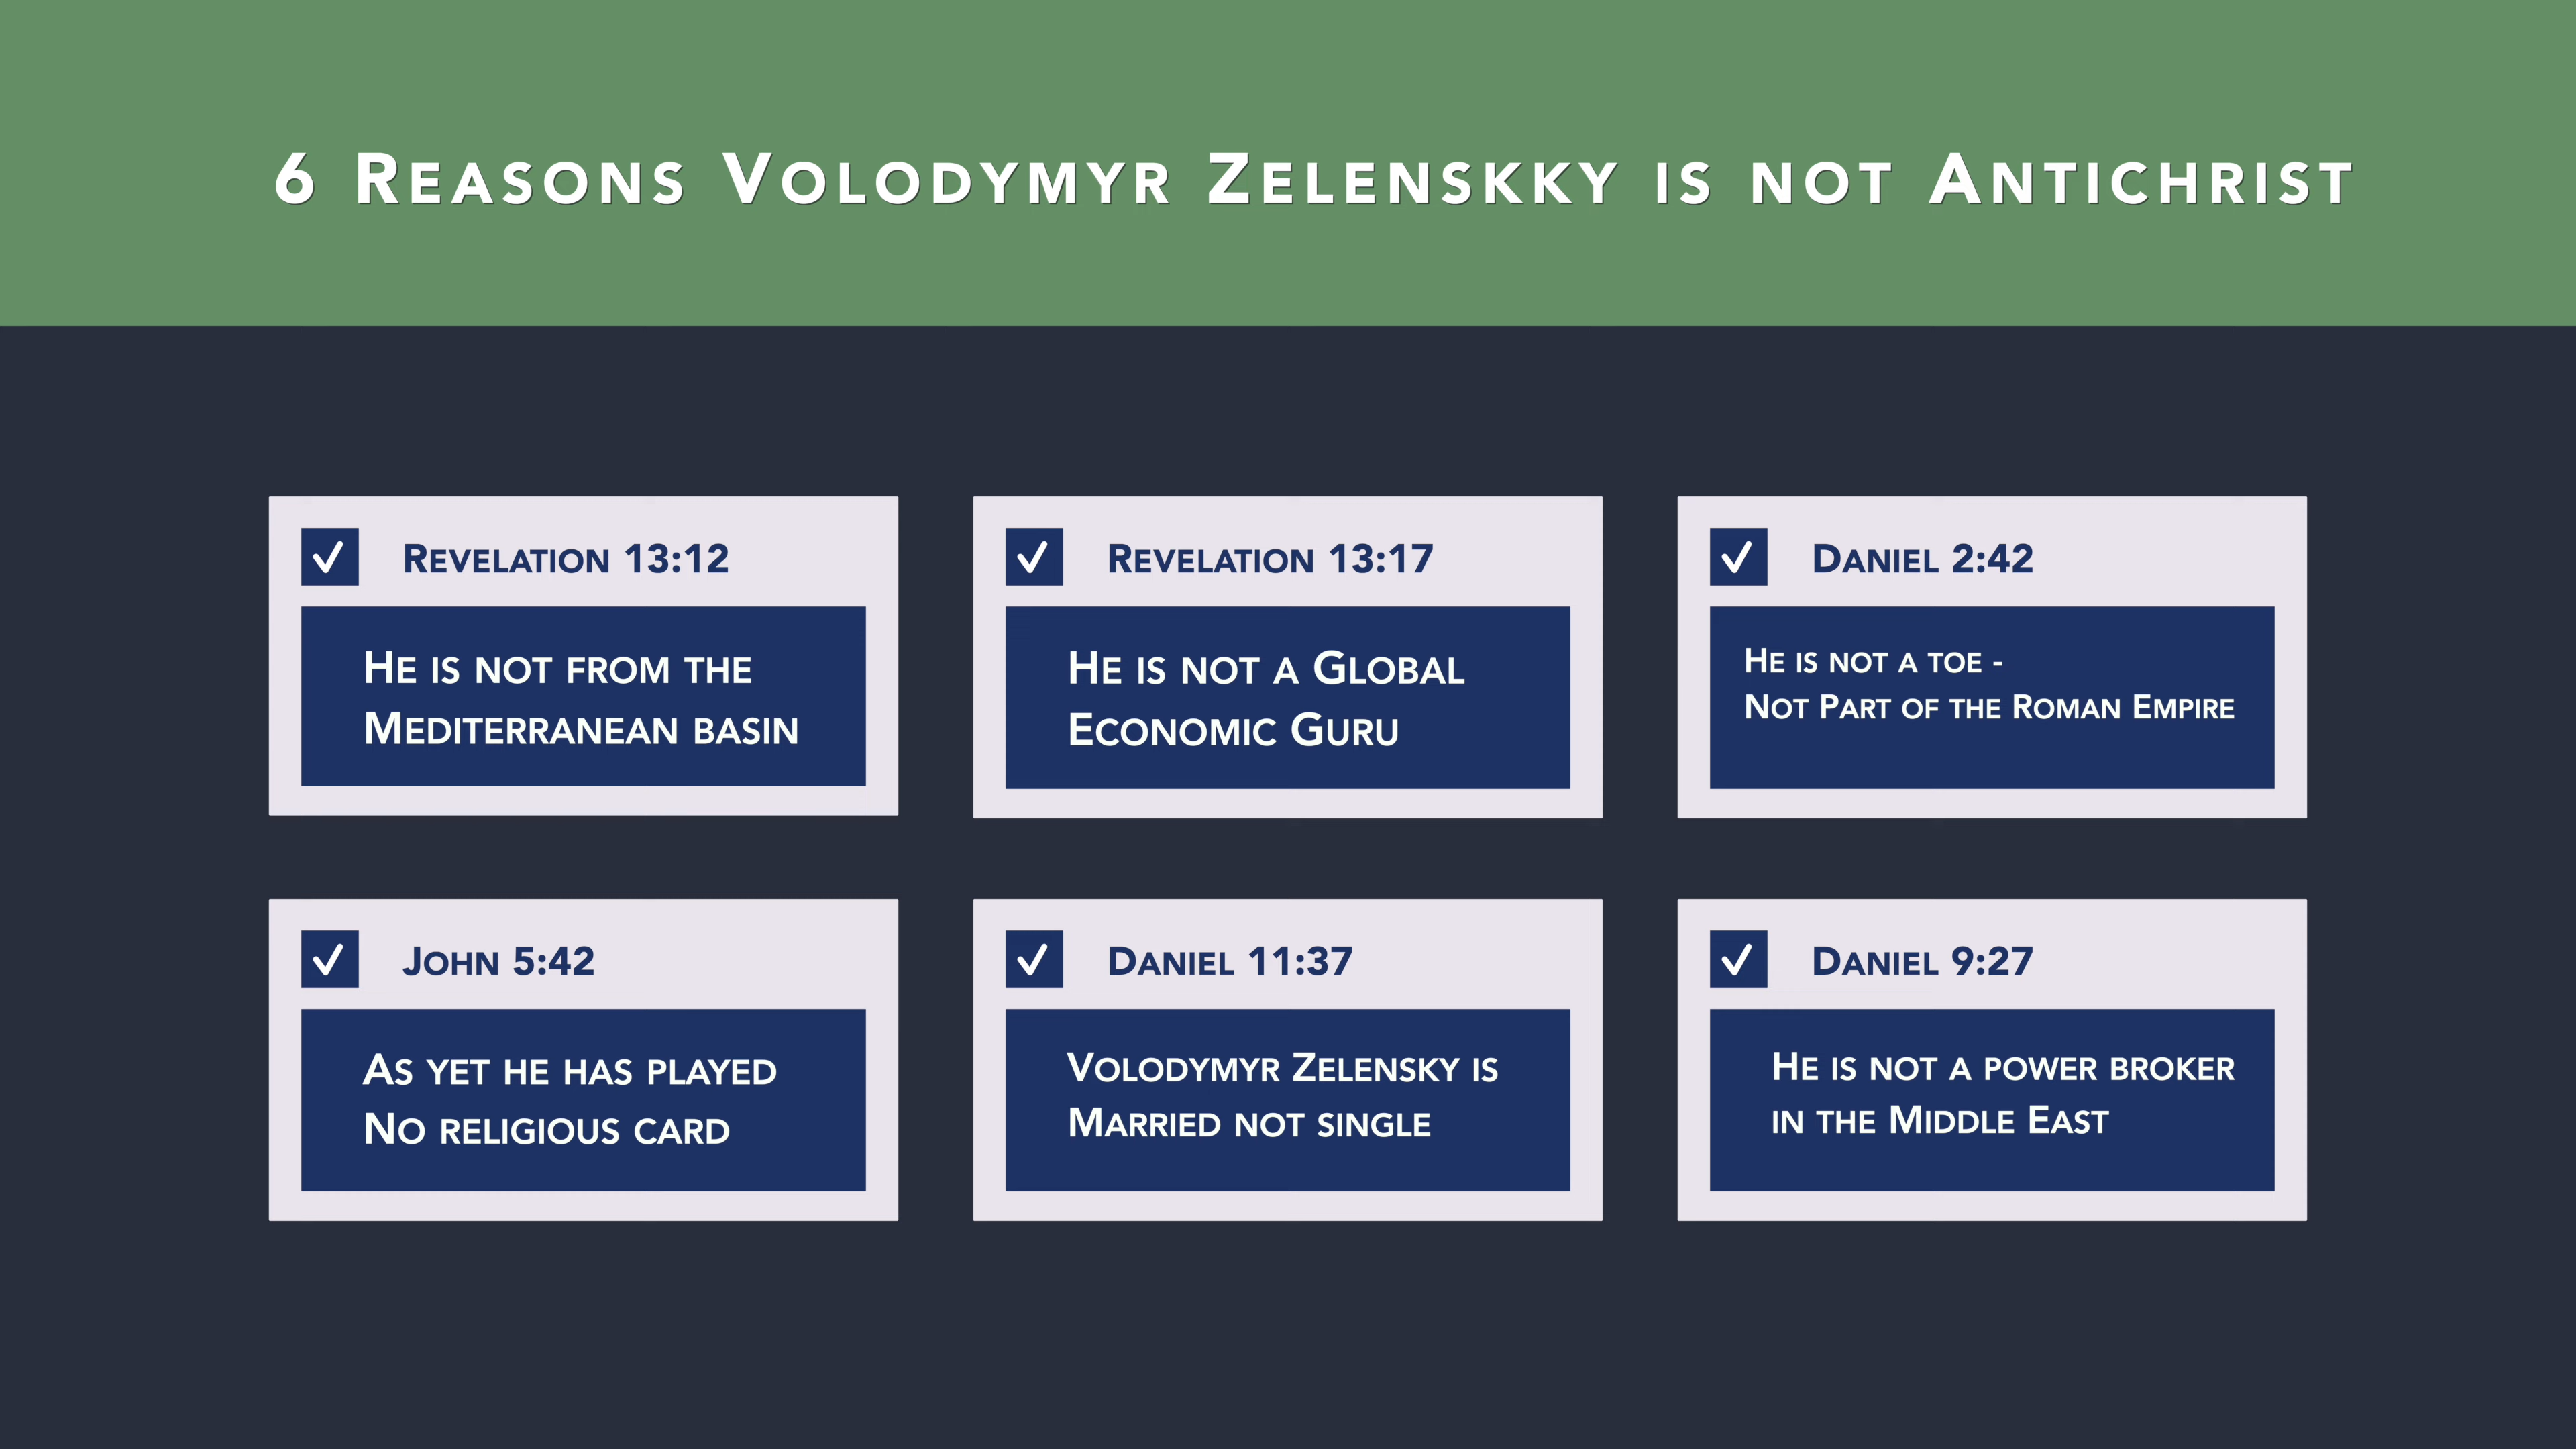 6 Reasons Volodymyr Zelenskky is not Antichrist
Revelation 13:12
He is not from the
Mediterranean basin
Revelation 13:17
He is not a Global
Economic Guru
Daniel 2:42
He is not a toe -
Not Part of the Roman Empire
John 5:42
As yet he has played
No religious card
Daniel 11:37
Volodymyr Zelensky is
Married not single
Daniel 9:27
He is not a power broker
in the Middle East